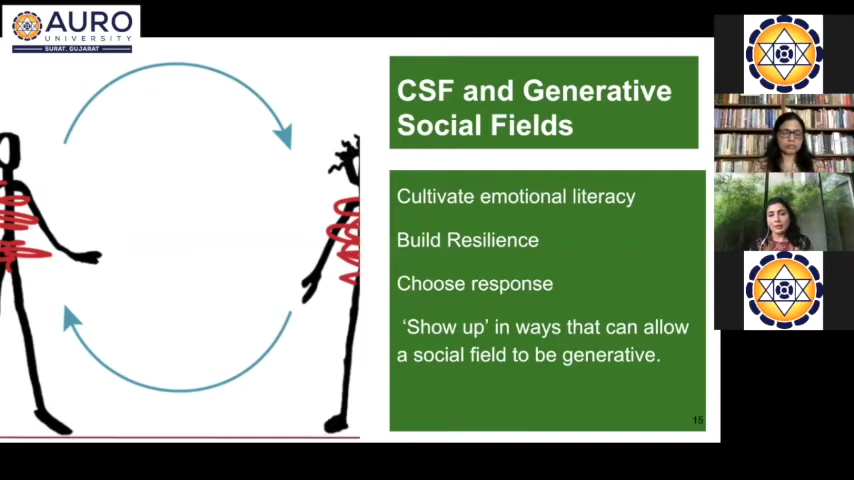 AURO
UNIVERSITY
SURAT. GUJARAT
CSF and Generative
Social Fields
Cultivate emotional literacy
Build Resilience
Choose response
‘Show up’ in ways that can allow
a social field to be generative.
15